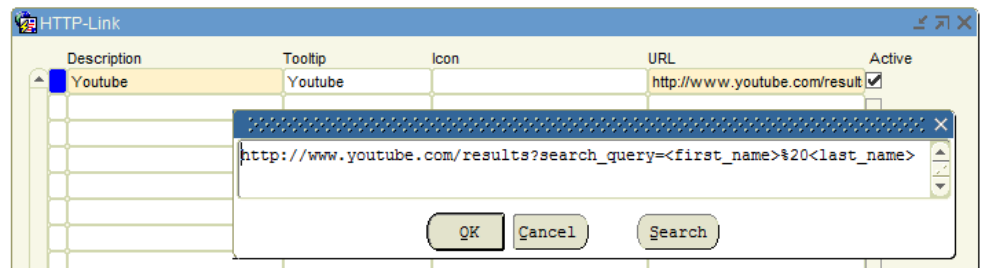 HTTP-Link
Description Tooltip Icon URL Active
Youtube Youtube http://www.youtube.com/result
http://www.youtube.com/results?search_query=<first_name>%20<last_name>
OK Cancel Search